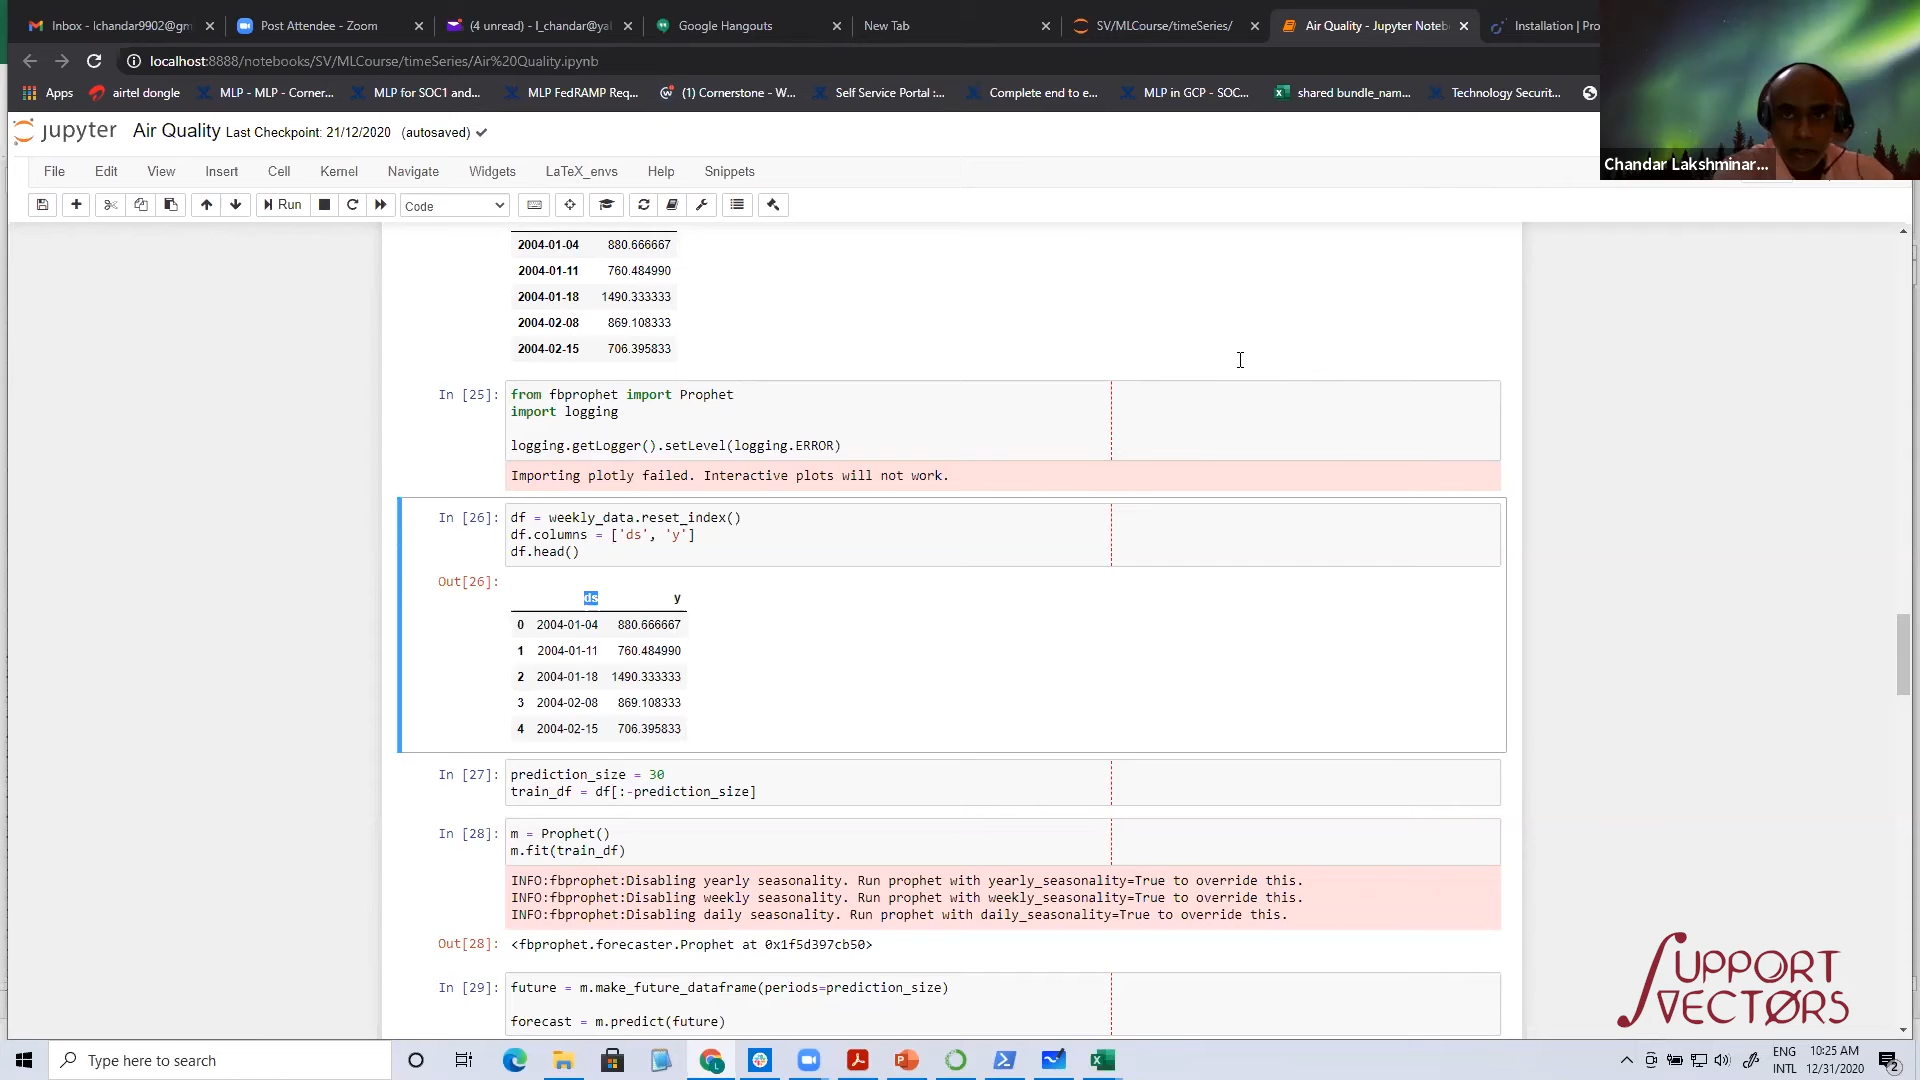 Inbox - lchandar9902@gm
Post Attendee - Zoom
(4 unread) - l_chandar@yal
Google Hangouts
New Tab
SV/MLCourse/timeSeries/
Air Quality - Jupyter Noteb
Installation | Pro
localhost:8888/notebooks/SV/MLCourse/timeSeries/Air%20Quality.ipynb
Apps
airtel dongle
MLP - MLP - Corner...
MLP for SOC1 and...
MLP FedRAMP Req...
(1) Cornerstone - W...
Self Service Portal :...
Complete end to e...
MLP in GCP - SOC...
shared bundle_nam...
Technology Securit...
Chandar Lakshminar...
jupyter Air Quality Last Checkpoint: 21/12/2020 (autosaved)
File Edit View Insert Cell Kernel Navigate Widgets LaTeX_envs Help Snippets
Run Code
2004-01-04 880.666667
2004-01-11 760.484990
2004-01-18 1490.333333
2004-02-08 869.108333
2004-02-15 706.395833
In [25]: from fbprophet import Prophet
import logging
logging.getLogger().setLevel(logging.ERROR)
Importing plotly failed. Interactive plots will not work.
In [26]: df = weekly_data.reset_index()
df.columns = ['ds', 'y']
df.head()
Out[26]:
ds y
0 2004-01-04 880.666667
1 2004-01-11 760.484990
2 2004-01-18 1490.333333
3 2004-02-08 869.108333
4 2004-02-15 706.395833
In [27]: prediction_size = 30
train_df = df[:-prediction_size]
In [28]: m = Prophet()
m.fit(train_df)
INFO:fbprophet:Disabling yearly seasonality. Run prophet with yearly_seasonality=True to override this.
INFO:fbprophet:Disabling weekly seasonality. Run prophet with weekly_seasonality=True to override this.
INFO:fbprophet:Disabling daily seasonality. Run prophet with daily_seasonality=True to override this.
Out[28]: <fbprophet.forecaster.Prophet at 0x1f5d397cb50>
In [29]: future = m.make_future_dataframe(periods=prediction_size)
forecast = m.predict(future)
SUPPORT
VECTORS
Type here to search
ENG
INTL
10:25 AM
12/31/2020
2